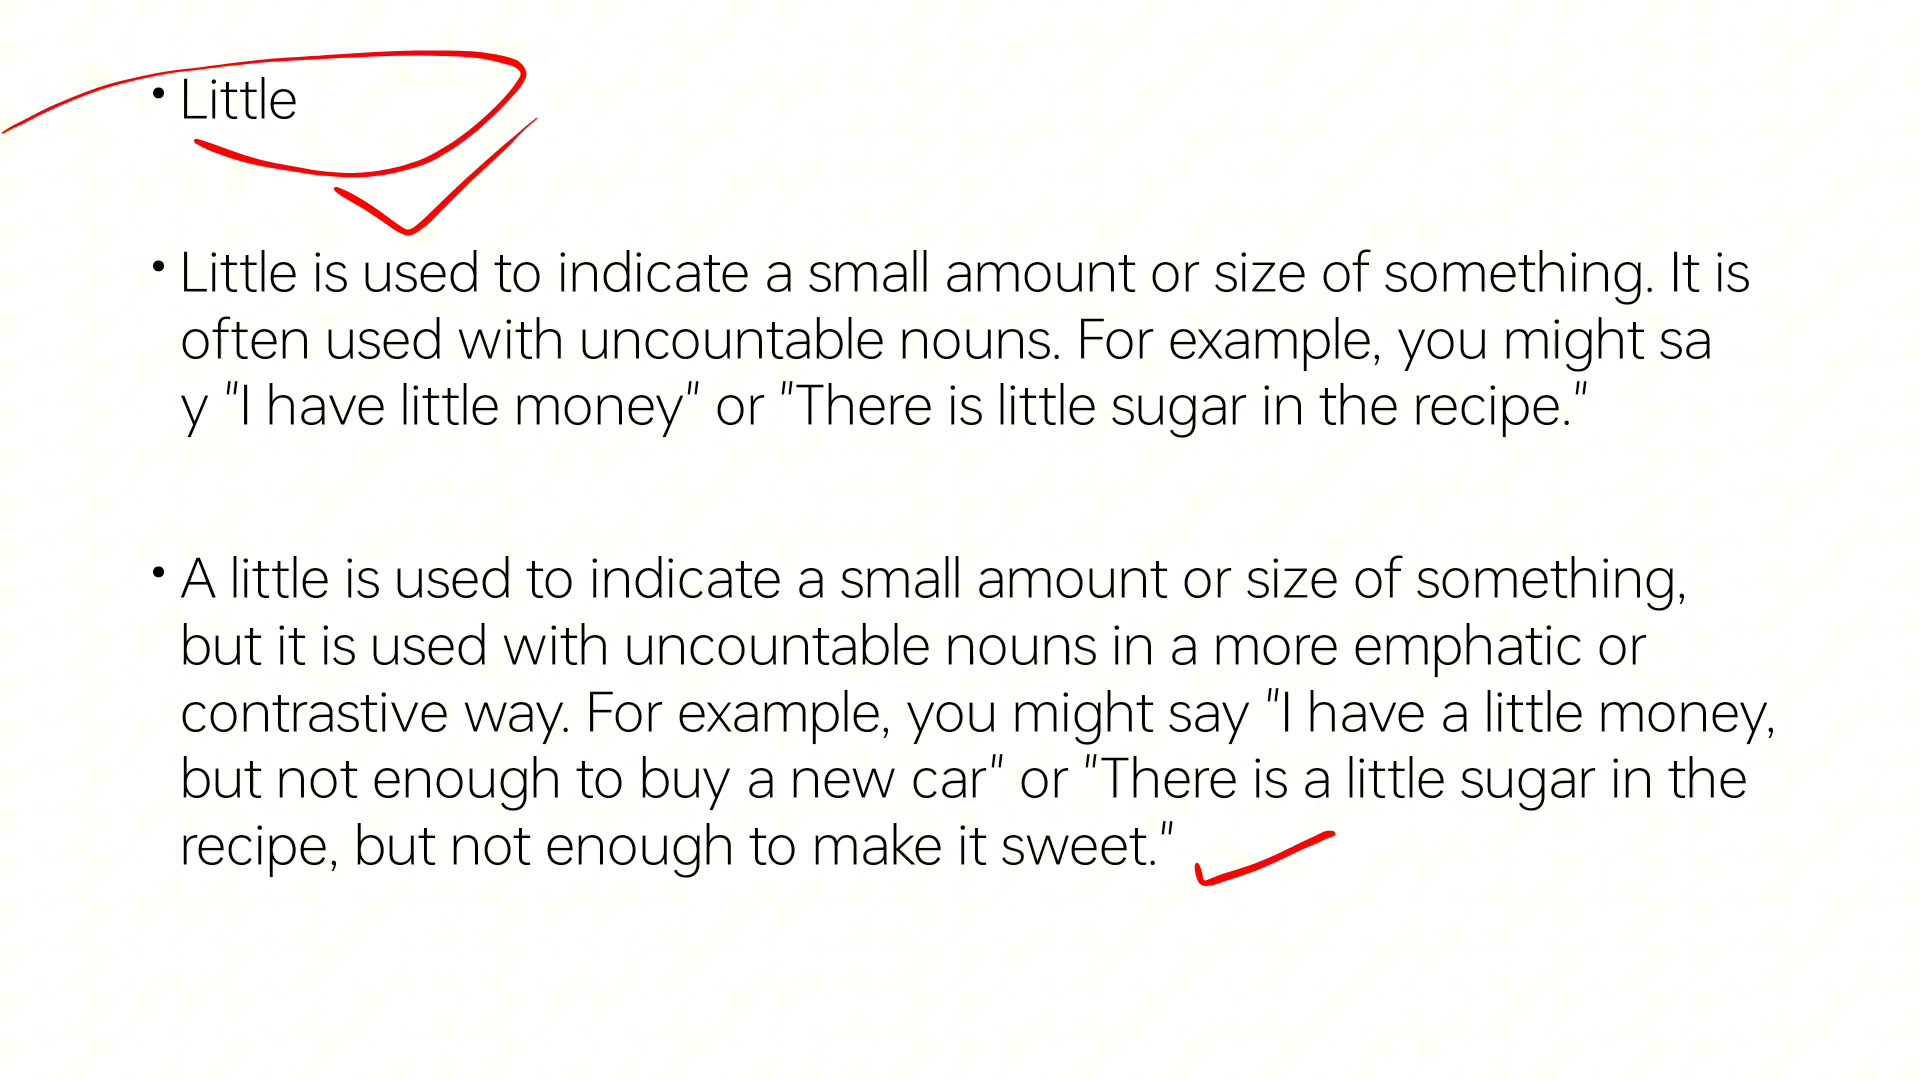 • Little
• Little is used to indicate a small amount or size of something. It is
often used with uncountable nouns. For example, you might sa
y "I have little money" or "There is little sugar in the recipe."
• A little is used to indicate a small amount or size of something,
but it is used with uncountable nouns in a more emphatic or
contrastive way. For example, you might say "I have a little money,
but not enough to buy a new car" or "There is a little sugar in the
recipe, but not enough to make it sweet."